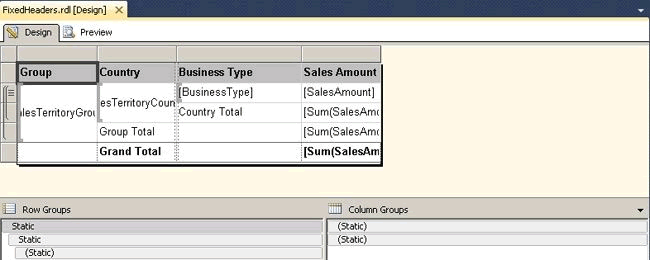 FixedHeaders.rdl [Design]
Design Preview
Group Country Business Type Sales Amount
[BusinessType] [SalesAmount]
alesTerritoryGrou esTerritoryCoun
Country Total [Sum(SalesAmo
Group Total [Sum(SalesAmo
Grand Total [Sum(SalesAm
Row Groups Column Groups
Static (Static)
Static (Static)
(Static)